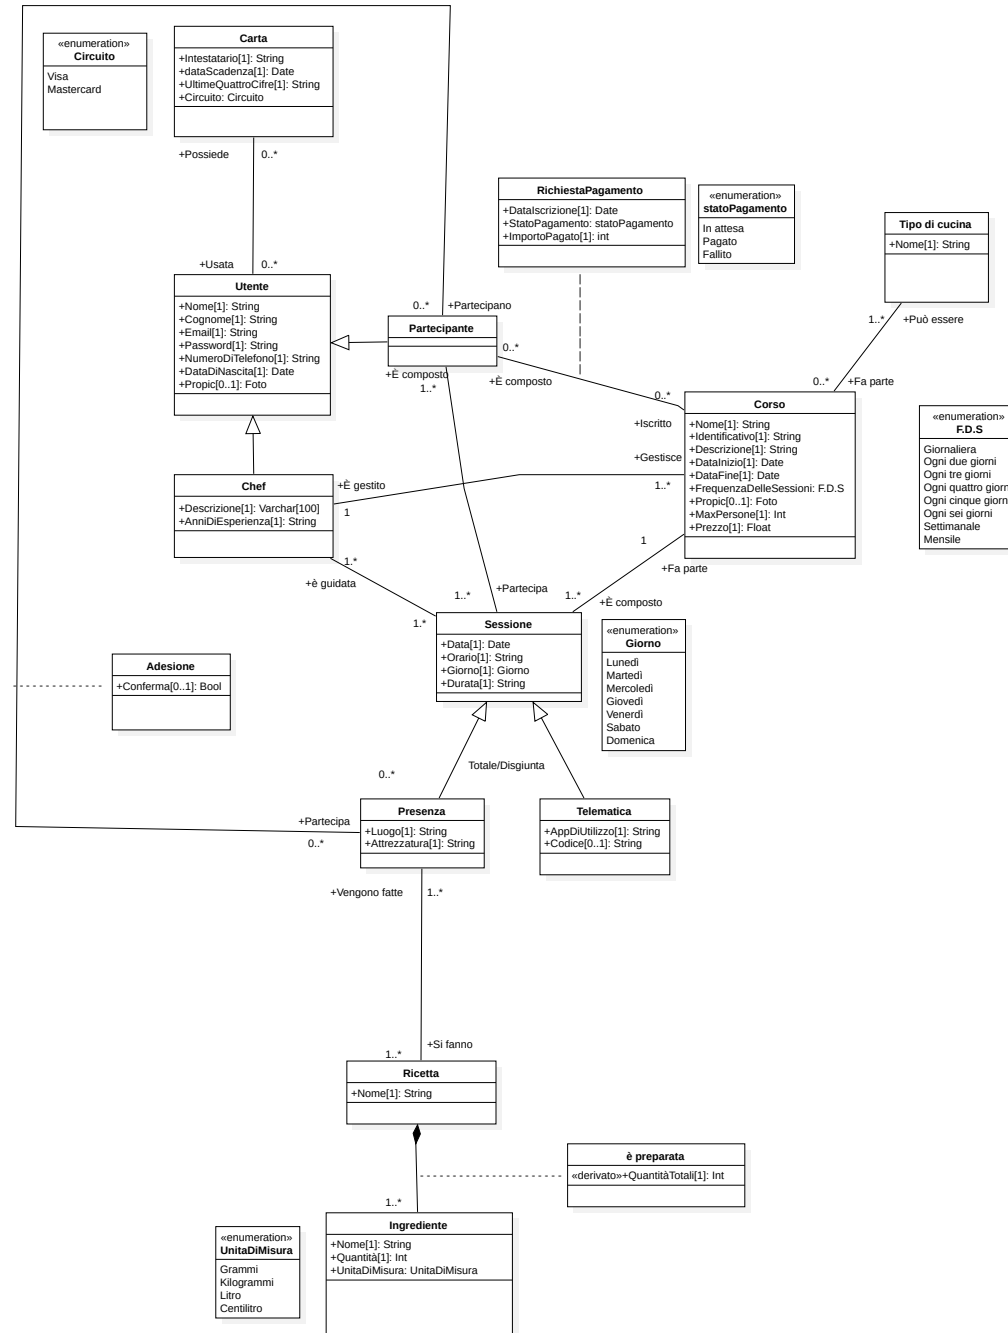 «enumeration»
Circuito
Visa
Mastercard
Carta
+Intestatario[1]: String
+dataScadenza[1]: Date
+UltimeQuattroCifre[1]: String
+Circuito: Circuito
+Possiede
0..*
+Usata
0..*
Utente
+Nome[1]: String
+Cognome[1]: String
+Email[1]: String
+Password[1]: String
+NumeroDiTelefono[1]: String
+DataDiNascita[1]: Date
+Propic[0..1]: Foto
RichiestaPagamento
+DataIscrizione[1]: Date
+StatoPagamento: statoPagamento
+ImportoPagato[1]: int
«enumeration»
statoPagamento
In attesa
Pagato
Fallito
Tipo di cucina
+Nome[1]: String
1..*
+Può essere
0..*
+Fa parte
0..*
+Partecipano
Partecipante
0..*
+È composto
+È composto
1..*
0..*
+Iscritto
Corso
+Nome[1]: String
+Identificativo[1]: String
+Descrizione[1]: String
+DataInizio[1]: Date
+DataFine[1]: Date
+FrequenzaDelleSessioni: F.D.S
+Propic[0..1]: Foto
+MaxPersone[1]: Int
+Prezzo[1]: Float
«enumeration»
F.D.S
Giornaliera
Ogni due giorni
Ogni tre giorni
Ogni quattro giorn
Ogni cinque giorn
Ogni sei giorni
Settimanale
Mensile
+Gestisce
1..*
+È gestito
1
Chef
+Descrizione[1]: Varchar[100]
+AnniDiEsperienza[1]: String
1.*
+è guidata
1.*
+Partecipa
1..*
1
+Fa parte
1..*
+È composto
Sessione
+Data[1]: Date
+Orario[1]: String
+Giorno[1]: Giorno
+Durata[1]: String
«enumeration»
Giorno
Lunedì
Martedì
Mercoledì
Giovedì
Venerdì
Sabato
Domenica
Adesione
+Conferma[0..1]: Bool
Totale/Disgiunta
0..*
+Partecipa
0..*
Presenza
+Luogo[1]: String
+Attrezzatura[1]: String
Telematica
+AppDiUtilizzo[1]: String
+Codice[0..1]: String
+Vengono fatte
1..*
+Si fanno
1..*
Ricetta
+Nome[1]: String
è preparata
«derivato»+QuantitàTotali[1]: Int
1..*
Ingrediente
+Nome[1]: String
+Quantità[1]: Int
+UnitaDiMisura: UnitaDiMisura
«enumeration»
UnitaDiMisura
Grammi
Kilogrammi
Litro
Centilitro